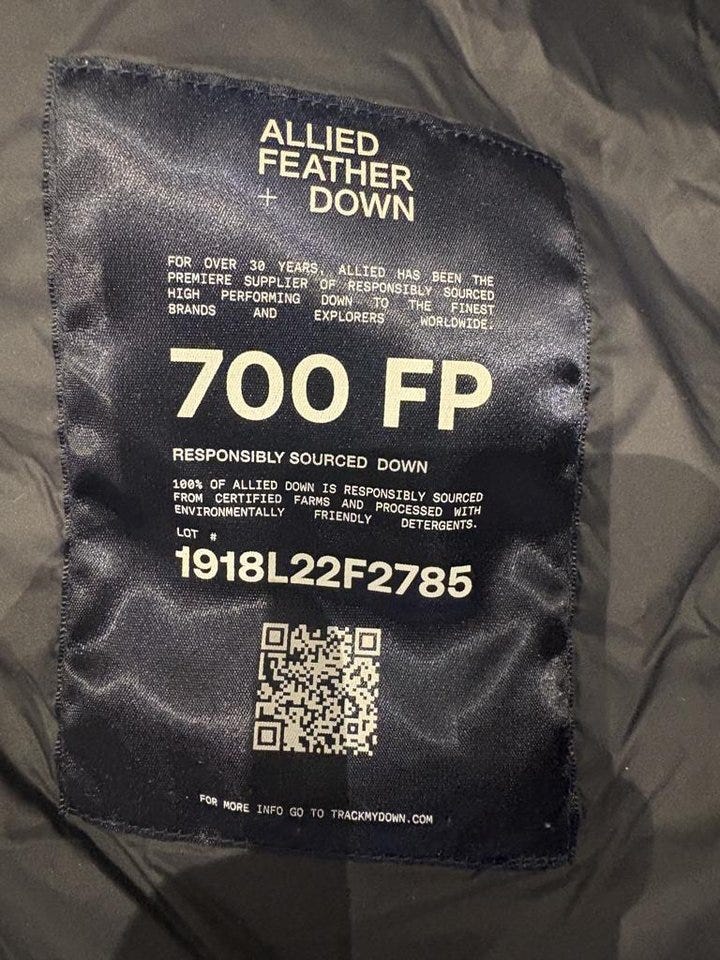 ALLIED
FEATHER
+ DOWN
FOR OVER 30 YEARS, ALLIED HAS BEEN THE
PREMIERE SUPPLIER OF RESPONSIBLY SOURCED
HIGH PERFORMING DOWN TO THE FINEST
BRANDS AND EXPLORERS WORLDWIDE.
700 FP
RESPONSIBLY SOURCED DOWN
100% OF ALLIED DOWN IS RESPONSIBLY SOURCED
FROM CERTIFIED FARMS AND PROCESSED WITH
ENVIRONMENTALLY FRIENDLY DETERGENTS.
LOT #
1918L22F2785
FOR MORE INFO GO TO TRACKMYDOWN.COM